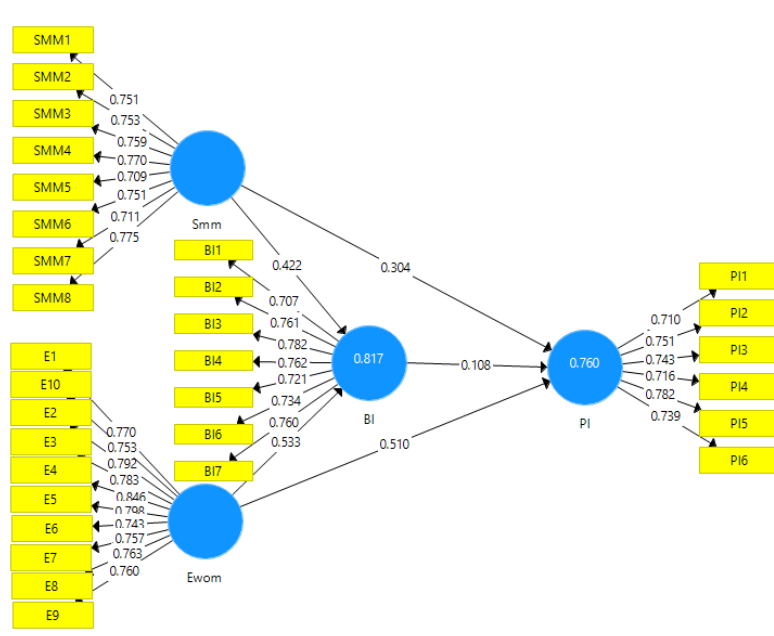 SMM1
SMM2
SMM3
SMM4
SMM5
SMM6
SMM7
SMM8
0.751
0.753
0.759
0.770
0.709
0.751
0.711
0.775
Smm
BI1
BI2
BI3
BI4
BI5
BI6
BI7
0.422
0.707
0.761
0.782
0.762
0.721
0.734
0.760
0.533
0.817
BI
0.304
0.108
0.510
E1
E10
E2
E3
E4
E5
E6
E7
E8
E9
0.770
0.753
0.792
0.783
0.846
0.798
0.743
0.757
0.763
0.760
Ewom
0.760
PI
0.710
0.751
0.743
0.716
0.782
0.739
PI1
PI2
PI3
PI4
PI5
PI6